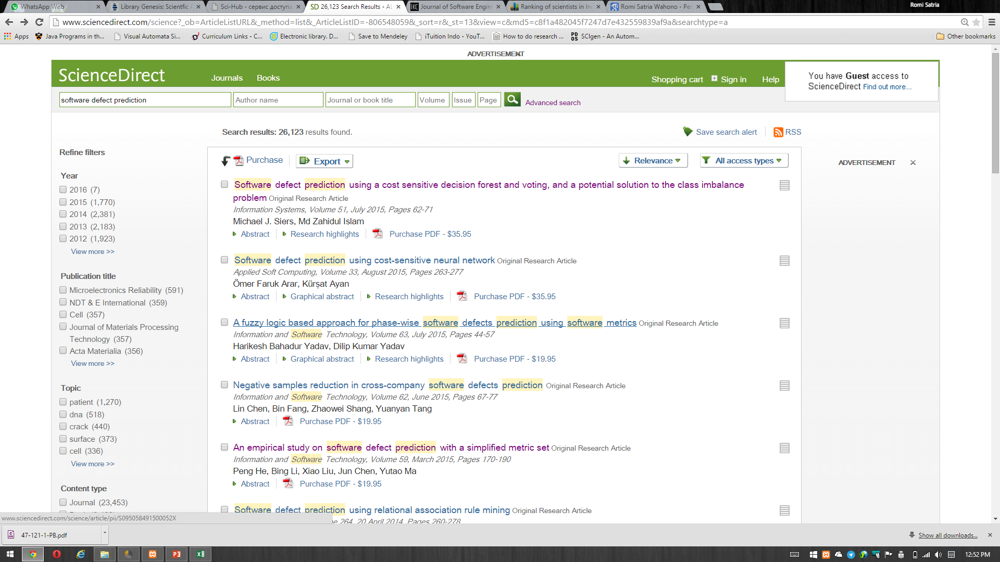 Romi Satria
WhatsApp Web
Library Genesis: Scientific A
Sci-Hub - сервис доступа
SD 26,123 Search Results - AL
JKC Journal of Software Engin
WEB Ranking of scientists in In
Romi Satria Wahono - Pe
www.sciencedirect.com/science?_ob=ArticleListURL&_method=list&_ArticleListID=-806548059&_sort=r&_st=13&view=c&md5=c8f1a482045f7247d7e432559839af9a&searchtype=a
Apps
Java Programs in th...
Visual Automata Si...
Curriculum Links - C...
Electronic library. D...
Save to Mendeley
iTuition Indo - YouT...
How to do research ...
PD OS SCIgen - An Autom...
Other bookmarks
ADVERTISEMENT
ScienceDirect
Journals
Books
Shopping cart
Sign in
Help
You have Guest access to
ScienceDirect Find out more...
software defect prediction
Author name
Journal or book title
Volume
Issue
Page
Advanced search
Search results: 26,123 results found.
Save search alert
RSS
Refine filters
Year
2016 (7)
2015 (1,770)
2014 (2,381)
2013 (2,183)
2012 (1,923)
View more >>
Publication title
Microelectronics Reliability (591)
NDT & E International (359)
Cell (357)
Journal of Materials Processing
Technology (357)
Acta Materialia (356)
View more >>
Topic
patient (1,270)
dna (518)
crack (440)
surface (373)
cell (336)
View more >>
Content type
Journal (23,453)
Purchase
Export
Relevance
All access types
ADVERTISEMENT
Software defect prediction using a cost sensitive decision forest and voting, and a potential solution to the class imbalance
problem Original Research Article
Information Systems, Volume 51, July 2015, Pages 62-71
Michael J. Siers, Md Zahidul Islam
Abstract
Research highlights
Purchase PDF - $35.95
Software defect prediction using cost-sensitive neural network Original Research Article
Applied Soft Computing, Volume 33, August 2015, Pages 263-277
Ömer Faruk Arar, Kürşat Ayan
Abstract
Graphical abstract
Research highlights
Purchase PDF - $35.95
A fuzzy logic based approach for phase-wise software defects prediction using software metrics Original Research Article
Information and Software Technology, Volume 63, July 2015, Pages 44-57
Harikesh Bahadur Yadav, Dilip Kumar Yadav
Abstract
Graphical abstract
Research highlights
Purchase PDF - $19.95
Negative samples reduction in cross-company software defects prediction Original Research Article
Information and Software Technology, Volume 62, June 2015, Pages 67-77
Lin Chen, Bin Fang, Zhaowei Shang, Yuanyan Tang
Abstract
Purchase PDF - $19.95
An empirical study on software defect prediction with a simplified metric set Original Research Article
Information and Software Technology, Volume 59, March 2015, Pages 170-190
Peng He, Bing Li, Xiao Liu, Jun Chen, Yutao Ma
Abstract
Purchase PDF - $19.95
Software defect prediction using relational association rule mining Original Research Article
264, 20 April 2014, Pages 260-278
www.sciencedirect.com/science/article/pii/S095058491500052X
47-121-1-PB.pdf
Show all downloads...
12:52 PM